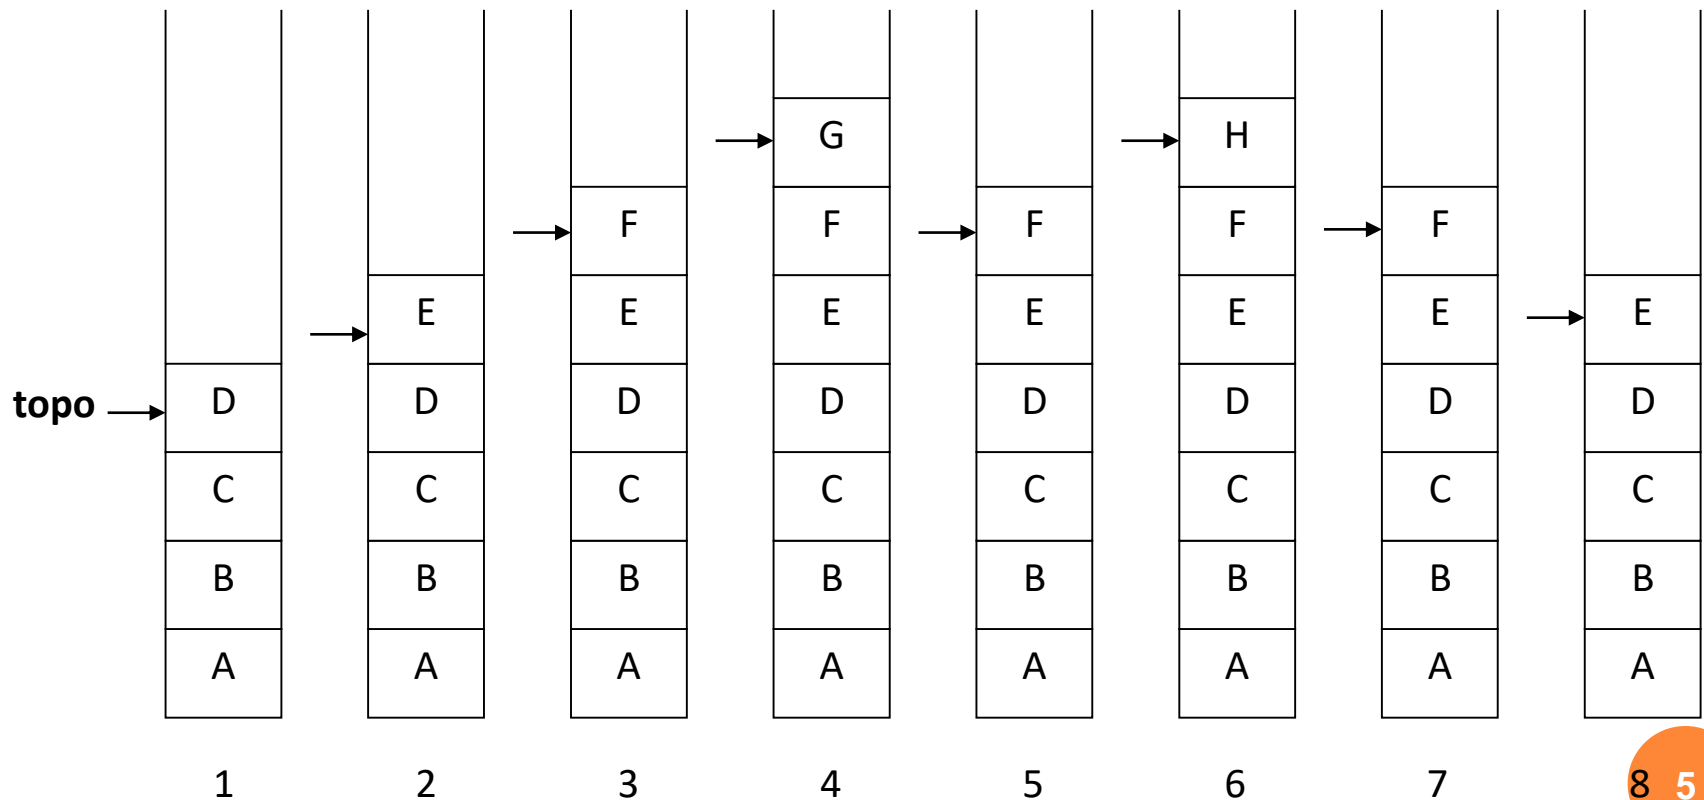 G H
F F F F F
E E E E E E E
topo D D D D D D D D
C C C C C C C C
B B B B B B B B
A A A A A A A A
1 2 3 4 5 6 7 8 5